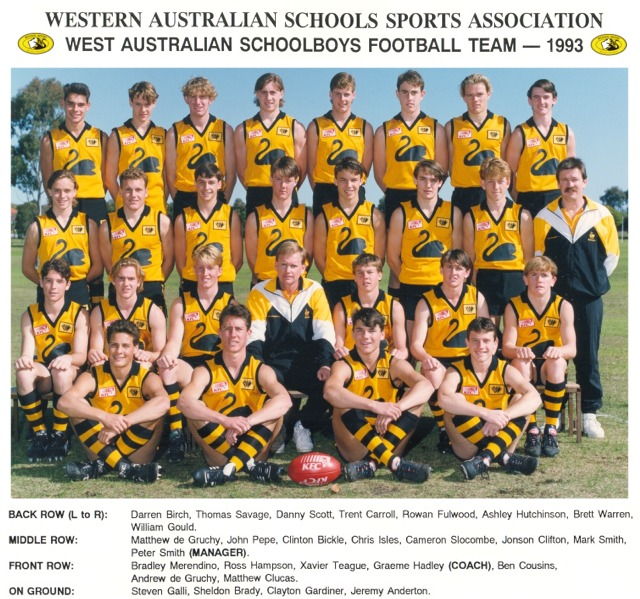 WESTERN AUSTRALIAN SCHOOLS SPORTS ASSOCIATION
WEST AUSTRALIAN SCHOOLBOYS FOOTBALL TEAM — 1993
KFC
BACK ROW (L to R): Darren Birch, Thomas Savage, Danny Scott, Trent Carroll, Rowan Fulwood, Ashley Hutchinson, Brett Warren,
William Gould.
MIDDLE ROW: Matthew de Gruchy, John Pepe, Clinton Bickle, Chris Isles, Cameron Slocombe, Jonson Clifton, Mark Smith,
Peter Smith (MANAGER).
FRONT ROW: Bradley Merendino, Ross Hampson, Xavier Teague, Graeme Hadley (COACH), Ben Cousins,
Andrew de Gruchy, Matthew Clucas.
ON GROUND: Steven Galli, Sheldon Brady, Clayton Gardiner, Jeremy Anderton.